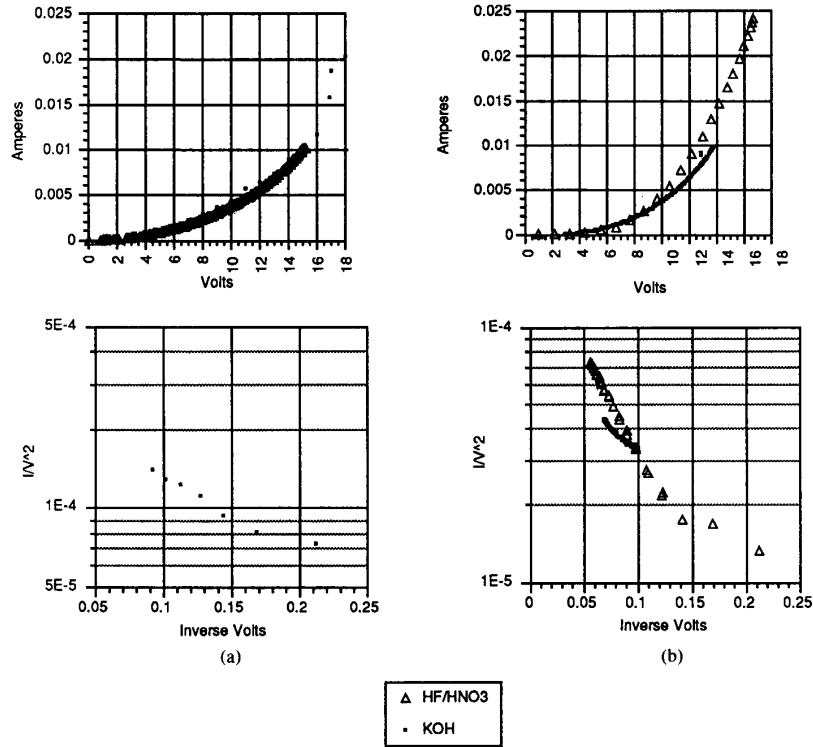 0.025
0.02
0.015
0.01
0.005
0
Amperes
0 2 4 6 8 10 12 14 16 18
Volts
0.025
0.02
0.015
0.01
0.005
0
Amperes
0 2 4 6 8 10 12 14 16 18
Volts
5E-4
1E-4
5E-5
I/V^2
0.05 0.1 0.15 0.2 0.25
Inverse Volts
(a)
1E-4
1E-5
I/V^2
0 0.05 0.1 0.15 0.2 0.25
Inverse Volts
(b)
HF/HNO3
KOH